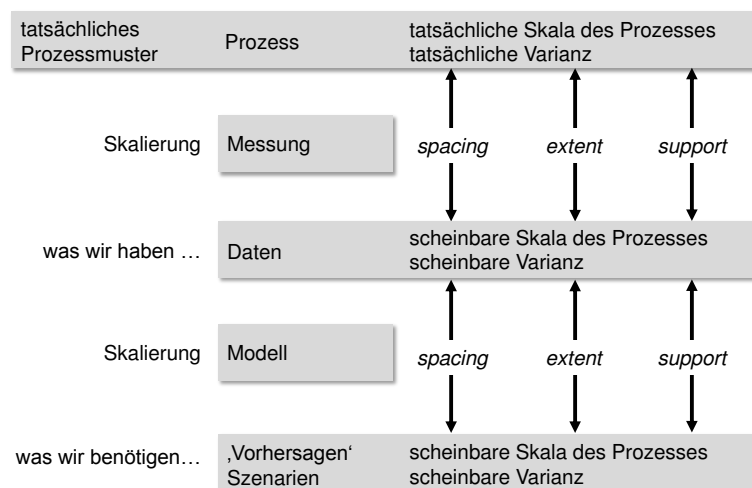 tatsächliches
Prozessmuster
Prozess
tatsächliche Skala des Prozesses
tatsächliche Varianz
Skalierung
Messung
spacing
extent
support
was wir haben …
Daten
scheinbare Skala des Prozesses
scheinbare Varianz
Skalierung
Modell
spacing
extent
support
was wir benötigen…
‚Vorhersagen‘
Szenarien
scheinbare Skala des Prozesses
scheinbare Varianz